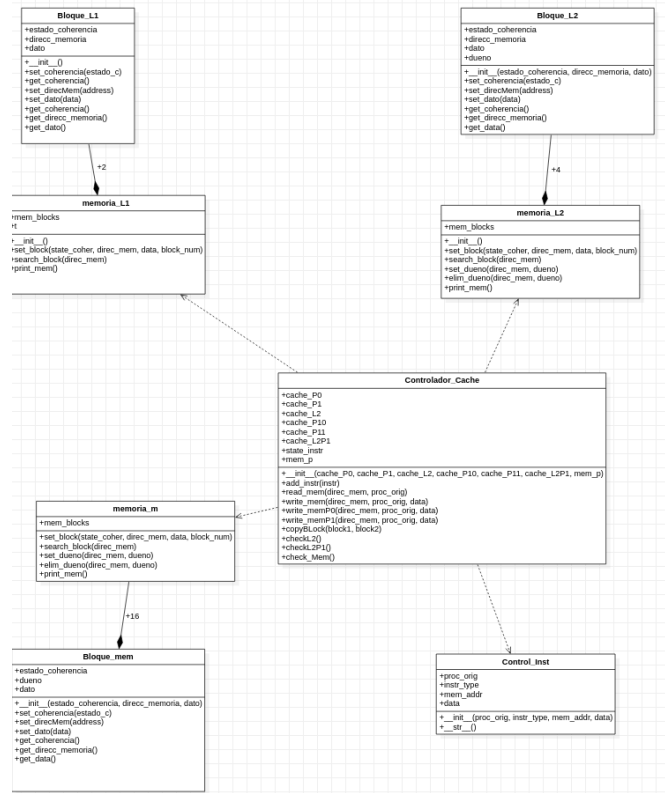 Bloque_L1
+estado_coherencia
+direcc_memoria
+dato
+__init__()
+set_coherencia(estado_c)
+get_coherencia()
+set_direcMem(address)
+set_dato(data)
+get_coherencia()
+get_direcc_memoria()
+get_dato()
+2
memoria_L1
+mem_blocks
+t
+__init__()
+set_block(state_coher, direc_mem, data, block_num)
+search_block(direc_mem)
+print_mem()
Bloque_L2
+estado_coherencia
+direcc_memoria
+dato
+dueno
+__init__(estado_coherencia, direcc_memoria, dato)
+set_coherencia(estado_c)
+set_direcMem(address)
+set_dato(data)
+get_coherencia()
+get_direcc_memoria()
+get_data()
+4
memoria_L2
+mem_blocks
+__init__()
+set_block(state_coher, direc_mem, data, block_num)
+search_block(direc_mem)
+set_dueno(direc_mem, dueno)
+elim_dueno(direc_mem, dueno)
+print_mem()
Controlador_Cache
+cache_P0
+cache_P1
+cache_L2
+cache_P10
+cache_P11
+cache_L2P1
+state_instr
+mem_p
+__init__(cache_P0, cache_P1, cache_L2, cache_P10, cache_P11, cache_L2P1, mem_p)
+add_instr(instr)
+read_mem(direc_mem, proc_orig)
+write_mem(direc_mem, proc_orig, data)
+write_memP0(direc_mem, proc_orig, data)
+write_memP1(direc_mem, proc_orig, data)
+copyBLock(block1, block2)
+checkL2()
+checkL2P1()
+check_Mem()
memoria_m
+mem_blocks
+set_block(state_coher, direc_mem, data, block_num)
+search_block(direc_mem)
+set_dueno(direc_mem, dueno)
+elim_dueno(direc_mem, dueno)
+print_mem()
+16
Bloque_mem
+estado_coherencia
+dueno
+dato
+__init__(estado_coherencia, direcc_memoria, dato)
+set_coherencia(estado_c)
+set_direcMem(address)
+set_dato(data)
+get_coherencia()
+get_direcc_memoria()
+get_data()
Control_Inst
+proc_orig
+instr_type
+mem_addr
+data
+__init__(proc_orig, instr_type, mem_addr, data)
+__str__()